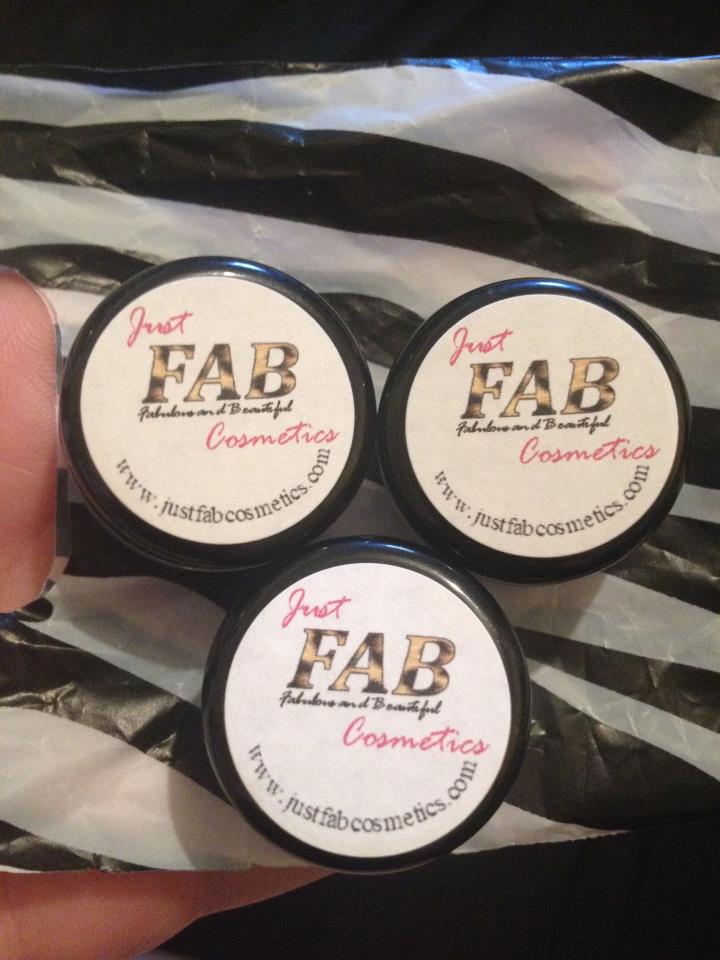 Just
FAB
Fabulous and Beautiful
Cosmetics
www.justfabcosmetics.com
Just
FAB
Fabulous and Beautiful
Cosmetics
www.justfabcosmetics.com
Just
FAB
Fabulous and Beautiful
Cosmetics
www.justfabcosmetics.com